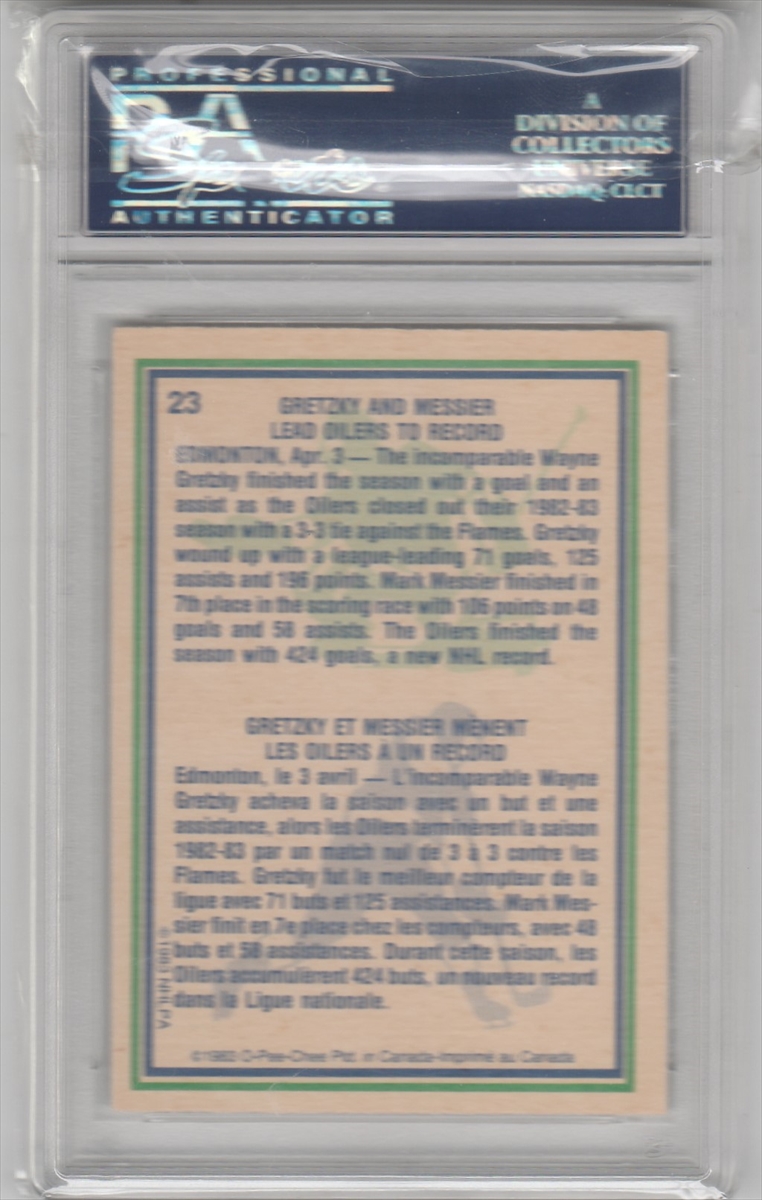 PROFESSIONAL
PSA
AUTHENTICATOR
A
DIVISION OF
COLLECTORS
UNIVERSE
NASDAQ: CLCT
23
GRETZKY AND MESSIER
LEAD OILERS TO RECORD
EDMONTON, Apr. 3 — The incomparable Wayne
Gretzky finished the season with a goal and an
assist as the Oilers closed out their 1982-83
season with a 3-3 tie against the Flames. Gretzky
wound up with a league-leading 71 goals, 125
assists and 196 points. Mark Messier finished in
7th place in the scoring race with 106 points on 48
goals and 58 assists. The Oilers finished the
season with 424 goals, a new NHL record.
GRETZKY ET MESSIER MÈNENT
LES OILERS À UN RECORD
Edmonton, le 3 avril — L'incomparable Wayne
Gretzky acheva la saison avec un but et une
assistance, alors les Oilers terminèrent la saison
1982-83 par un match nul de 3 à 3 contre les
Flames. Gretzky fut le meilleur compteur de la
ligue avec 71 buts et 125 assistances. Mark Mes-
sier finit en 7e place chez les compteurs, avec 48
buts et 58 assistances. Durant cette saison, les
Oilers accumulèrent 424 buts, un nouveau record
dans la Ligue nationale.
©1983 NHLPA
©1983 O-Pee-Chee Ptd. in Canada-Imprimé au Canada